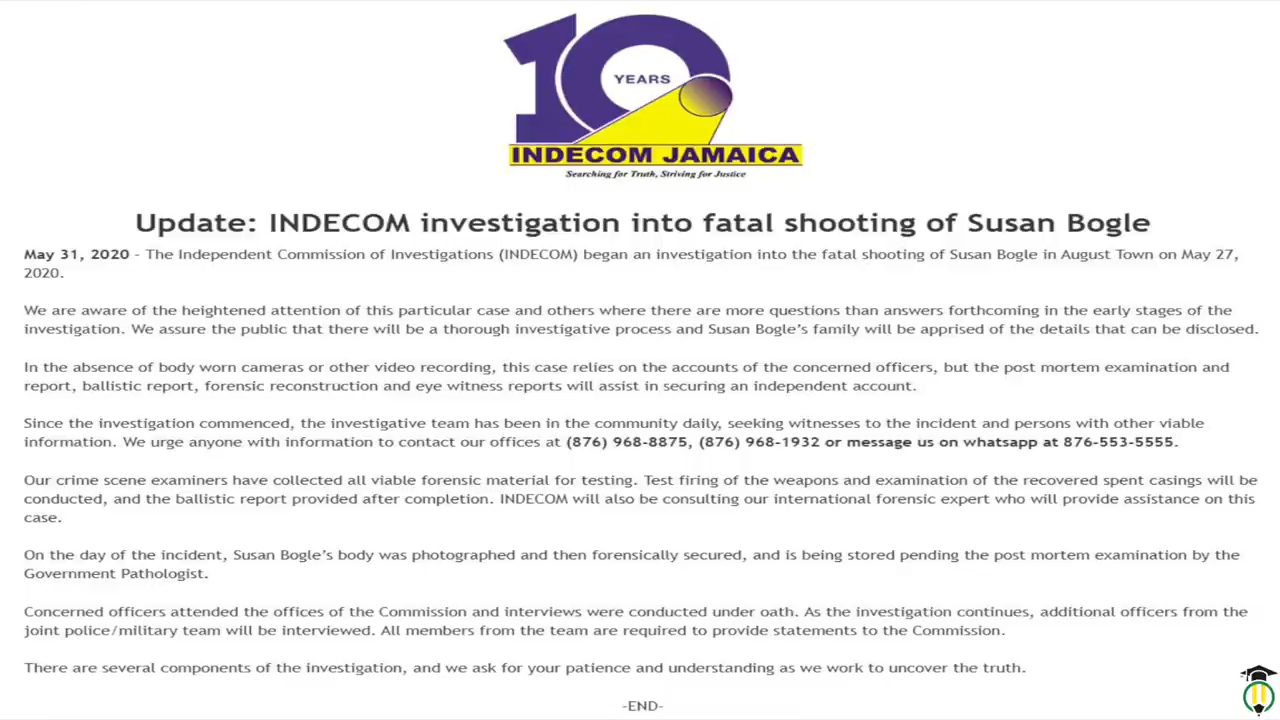 10
YEARS
INDECOM JAMAICA
Searching for Truth, Striving for Justice
Update: INDECOM investigation into fatal shooting of Susan Bogle
May 31, 2020 - The Independent Commission of Investigations (INDECOM) began an investigation into the fatal shooting of Susan Bogle in August Town on May 27,
2020.
We are aware of the heightened attention of this particular case and others where there are more questions than answers forthcoming in the early stages of the
investigation. We assure the public that there will be a thorough investigative process and Susan Bogle's family will be apprised of the details that can be disclosed.
In the absence of body worn cameras or other video recording, this case relies on the accounts of the concerned officers, but the post mortem examination and
report, ballistic report, forensic reconstruction and eye witness reports will assist in securing an independent account.
Since the investigation commenced, the investigative team has been in the community daily, seeking witnesses to the incident and persons with other viable
information. We urge anyone with information to contact our offices at (876) 968-8875, (876) 968-1932 or message us on whatsapp at 876-553-5555.
Our crime scene examiners have collected all viable forensic material for testing. Test firing of the weapons and examination of the recovered spent casings will be
conducted, and the ballistic report provided after completion. INDECOM will also be consulting our international forensic expert who will provide assistance on this
case.
On the day of the incident, Susan Bogle's body was photographed and then forensically secured, and is being stored pending the post mortem examination by the
Government Pathologist.
Concerned officers attended the offices of the Commission and interviews were conducted under oath. As the investigation continues, additional officers from the
joint police/military team will be interviewed. All members from the team are required to provide statements to the Commission.
There are several components of the investigation, and we ask for your patience and understanding as we work to uncover the truth.
-END-